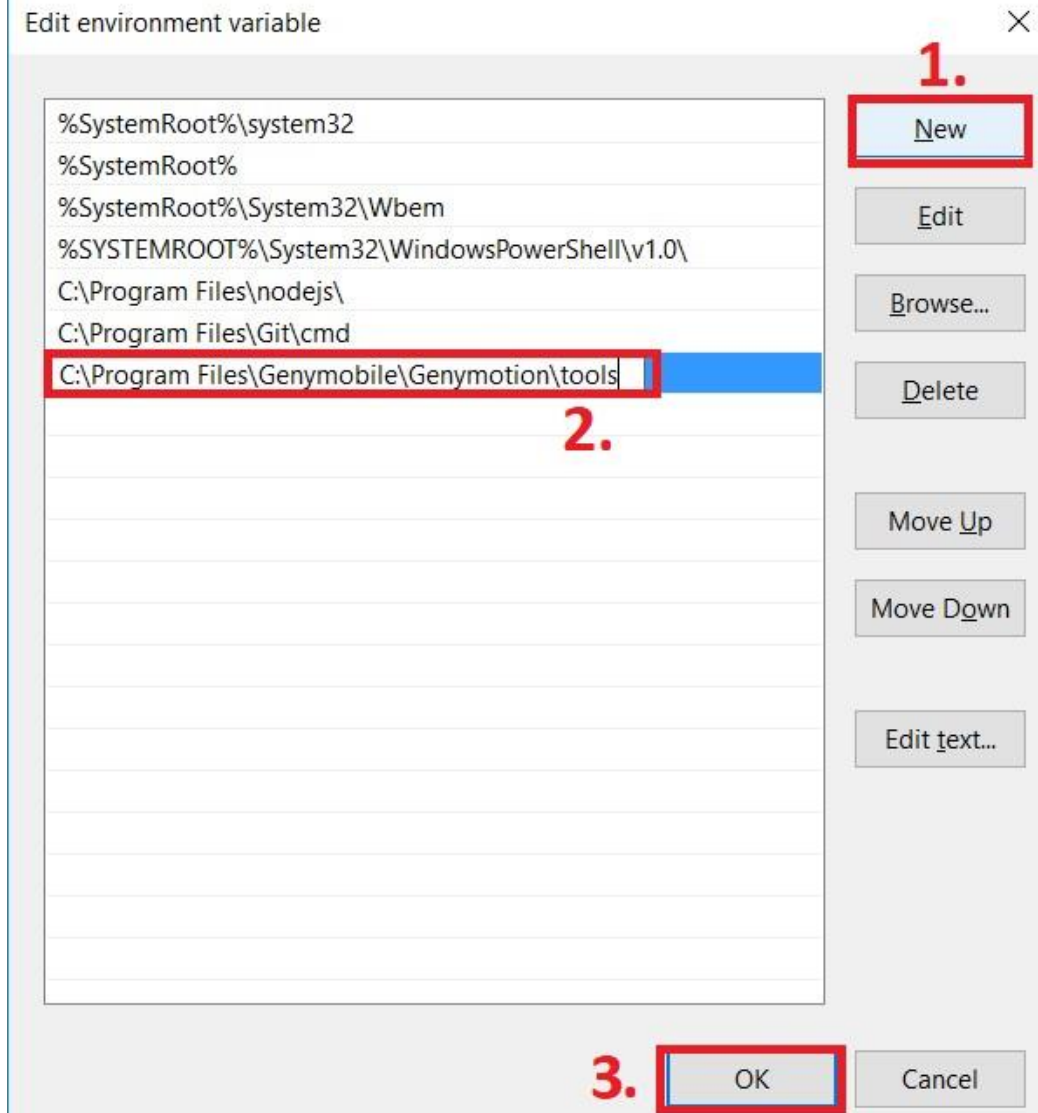 Edit environment variable
1.
%SystemRoot%\system32
New
%SystemRoot%
%SystemRoot%\System32\Wbem
Edit
%SYSTEMROOT%\System32\WindowsPowerShell\v1.0\
C:\Program Files\nodejs\
Browse...
C:\Program Files\Git\cmd
C:\Program Files\Genymobile\Genymotion\tools
Delete
2.
Move Up
Move Down
Edit text...
3.
OK
Cancel